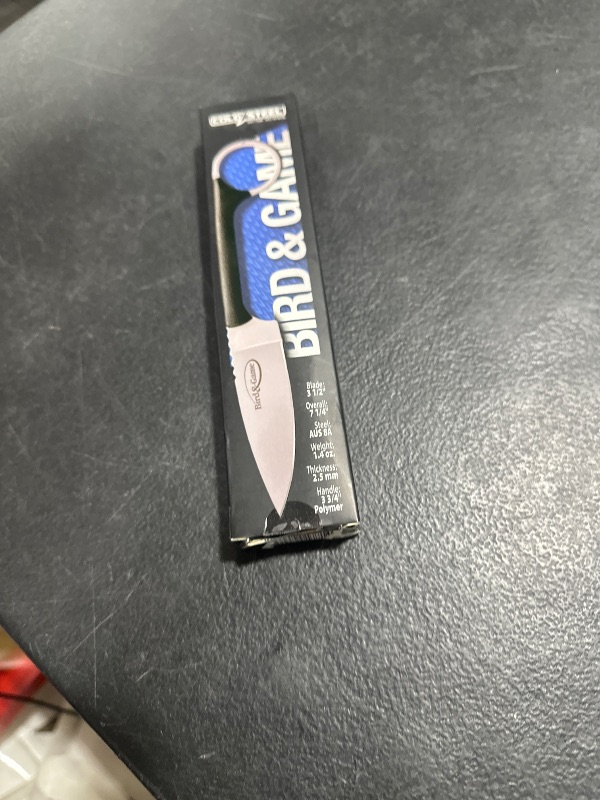 COLD STEEL
BIRD & GAME
Bird & Game
Blade:
3 1/2"
Overall:
7 1/4"
Steel:
AUS 8A
Weight:
1.4 oz.
Thickness:
2.5 mm
Handle:
3 3/4"
Polymer